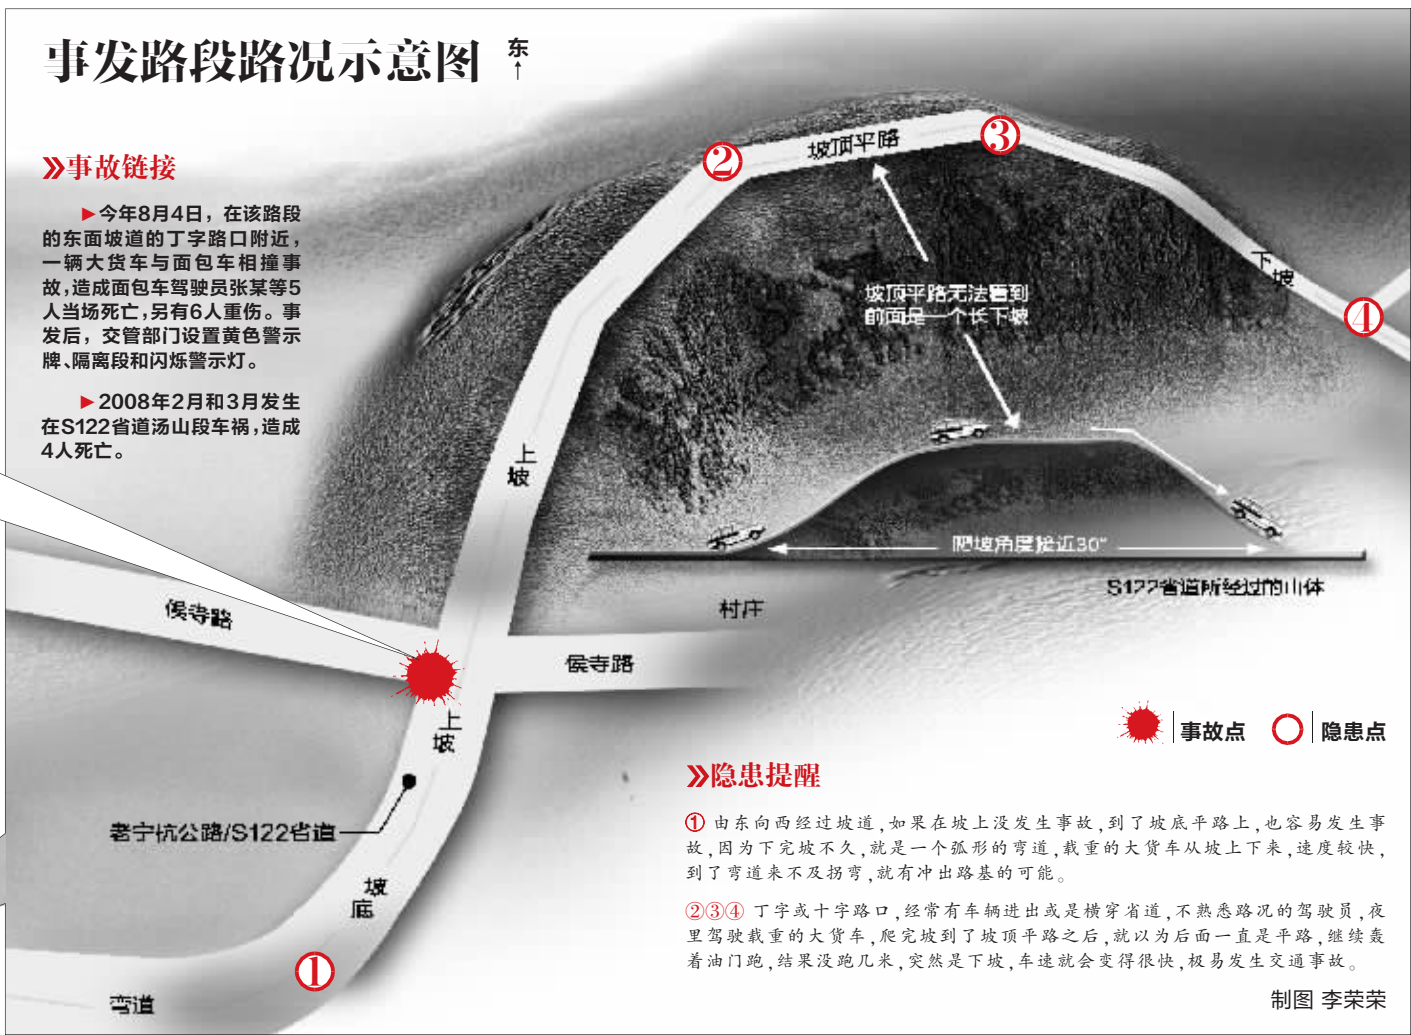 事发路段路况示意图
东
事故链接
▶今年8月4日，在该路段
的东面坡道的丁字路口附近，
一辆大货车与面包车相撞事
故，造成面包车驾驶员张某等5
人当场死亡，另有6人重伤。事
发后，交管部门设置黄色警示
牌、隔离段和闪烁警示灯。
▶2008年2月和3月发生
在S122省道汤山段车祸，造成
4人死亡。
②
坡顶平路
③
下坡
④
坡顶平路无法看到
前面是一个长下坡
上坡
爬坡角度接近30°
S122省道所经过的山体
村庄
侯寺路
侯寺路
上坡
老宁杭公路/S122省道
坡底
①
弯道
事故点
隐患点
隐患提醒
① 由东向西经过坡道，如果在坡上没发生事故，到了坡底平路上，也容易发生事
故，因为下完坡不久，就是一个弧形的弯道，载重的大货车从坡上下来，速度较快，
到了弯道来不及拐弯，就有冲出路基的可能。
②③④ 丁字或十字路口，经常有车辆进出或是横穿省道，不熟悉路况的驾驶员，夜
里驾驶载重的大货车，爬完坡到了坡顶平路之后，就以为后面一直是平路，继续轰
着油门跑，结果没跑几米，突然是下坡，车速就会变得很快，极易发生交通事故。
制图 李荣荣